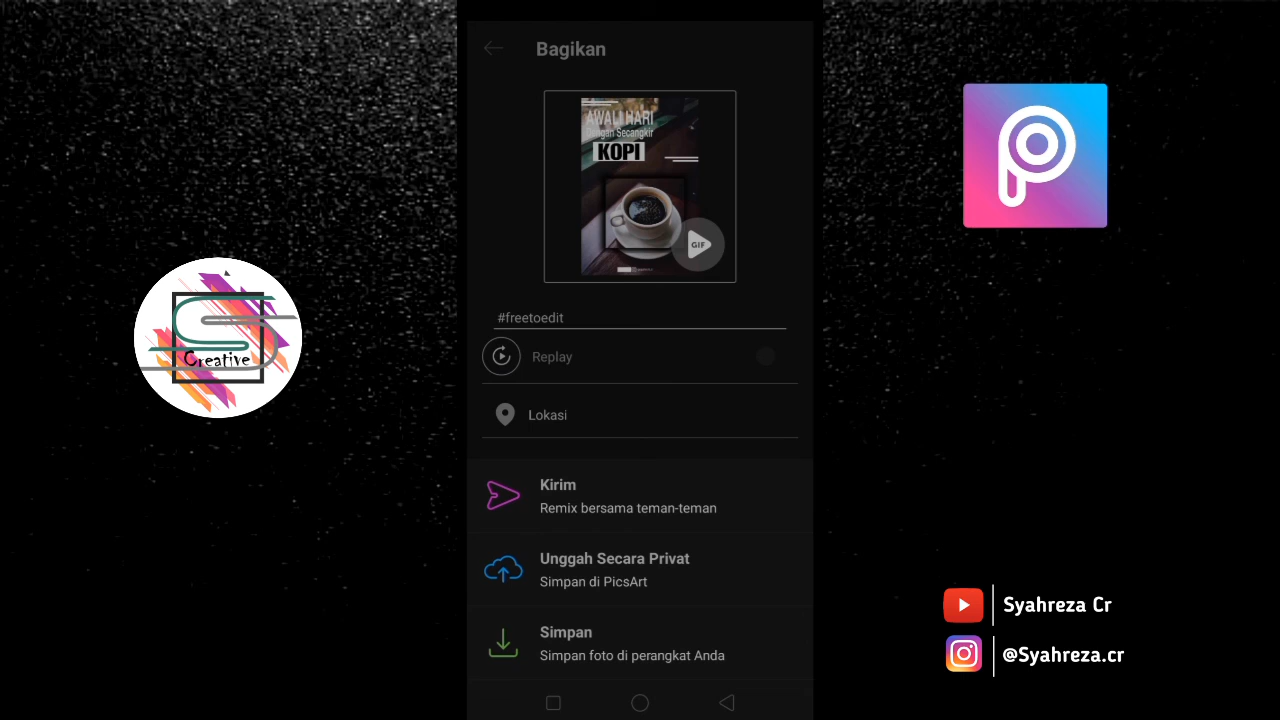 Bagikan
AWALI HARI
Dengan Secangkir
KOPI
GIF
#freetoedit
Replay
Lokasi
Kirim
Remix bersama teman-teman
Unggah Secara Privat
Simpan di PicsArt
Simpan
Simpan foto di perangkat Anda
Creative
Syahreza Cr
@Syahreza.cr